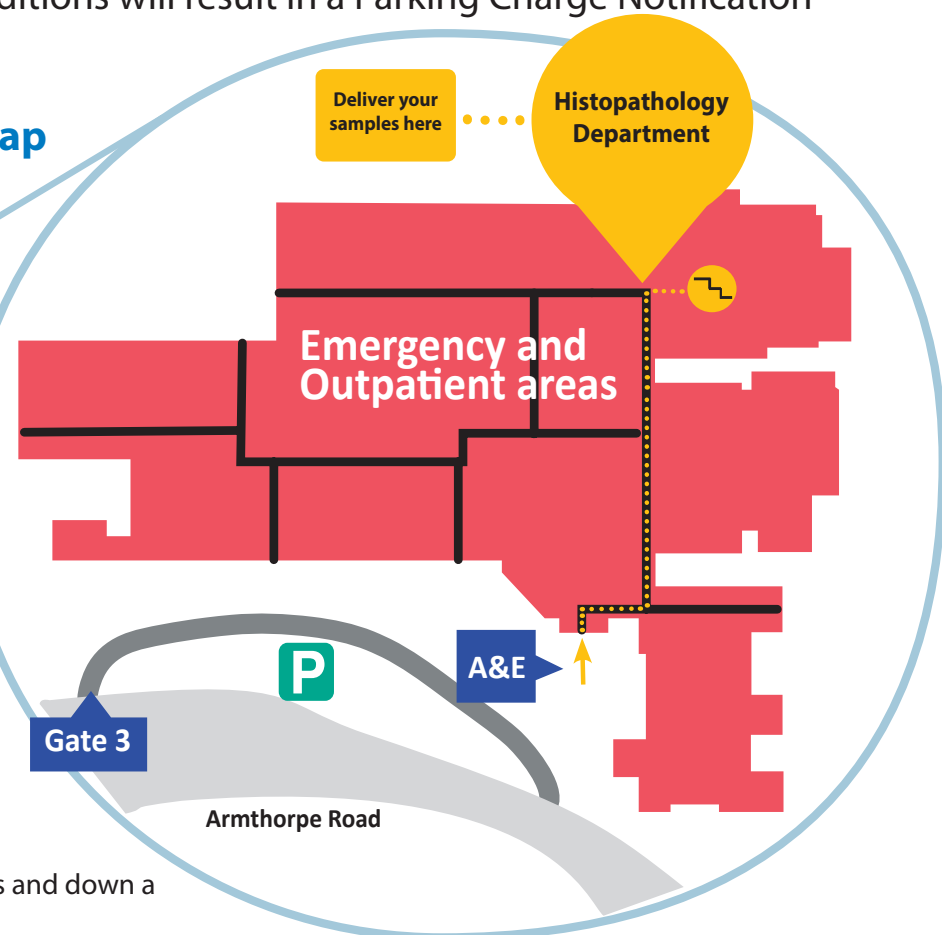 ditions will result in a Parking Charge Notification
ap
Deliver your
samples here
Histopathology
Department
Emergency and
Outpatient areas
P
A&E
Gate 3
Armthorpe Road
s and down a